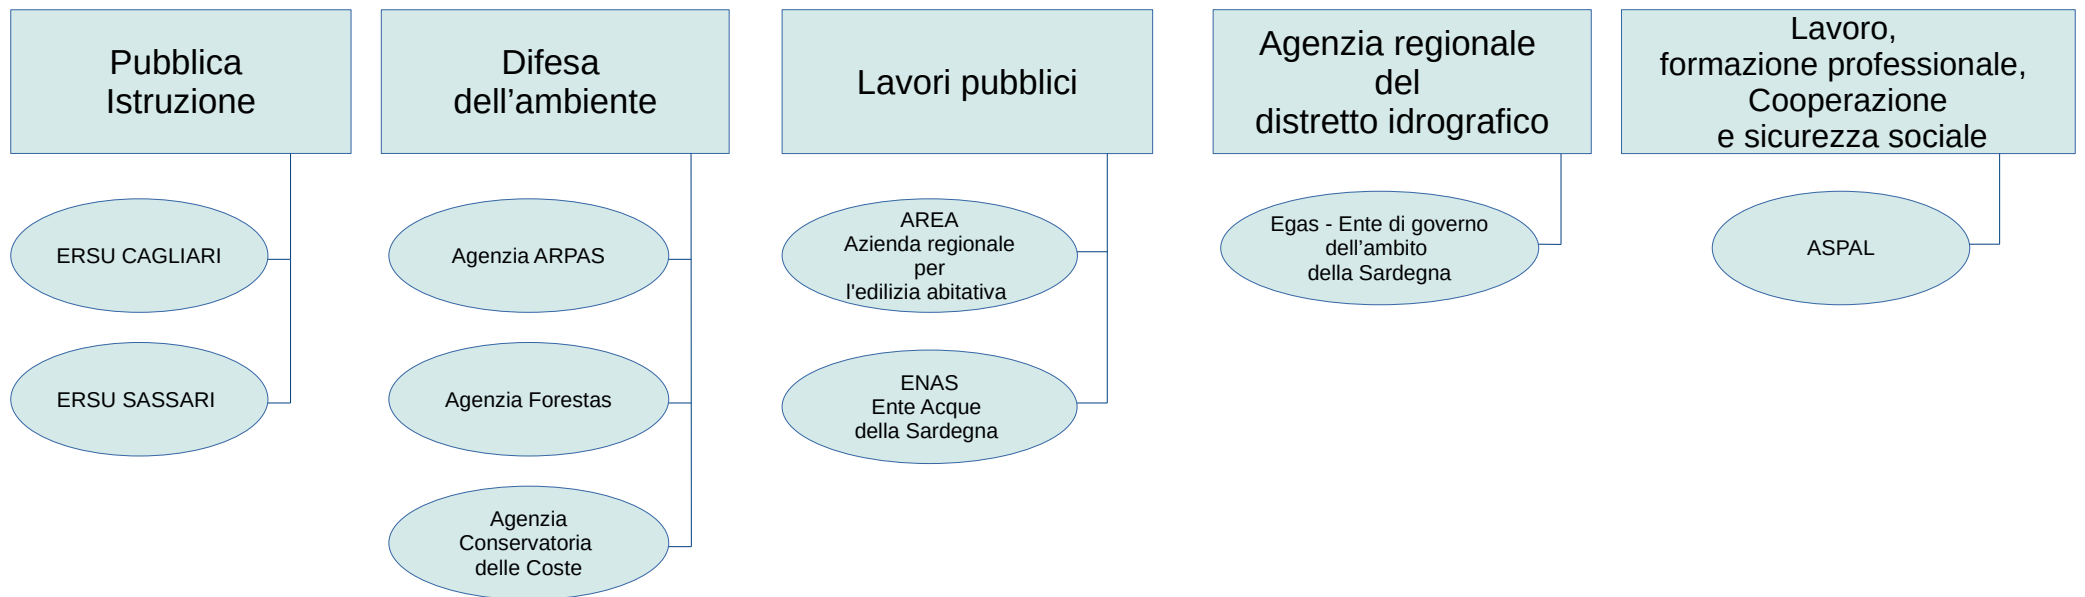 Pubblica
Istruzione
Difesa
dell’ambiente
Lavori pubblici
Agenzia regionale
del
distretto idrografico
Lavoro,
formazione professionale,
Cooperazione
e sicurezza sociale
ERSU CAGLIARI
ERSU SASSARI
Agenzia ARPAS
Agenzia Forestas
Agenzia
Conservatoria
delle Coste
AREA
Azienda regionale
per
l'edilizia abitativa
ENAS
Ente Acque
della Sardegna
Egas - Ente di governo
dell’ambito
della Sardegna
ASPAL